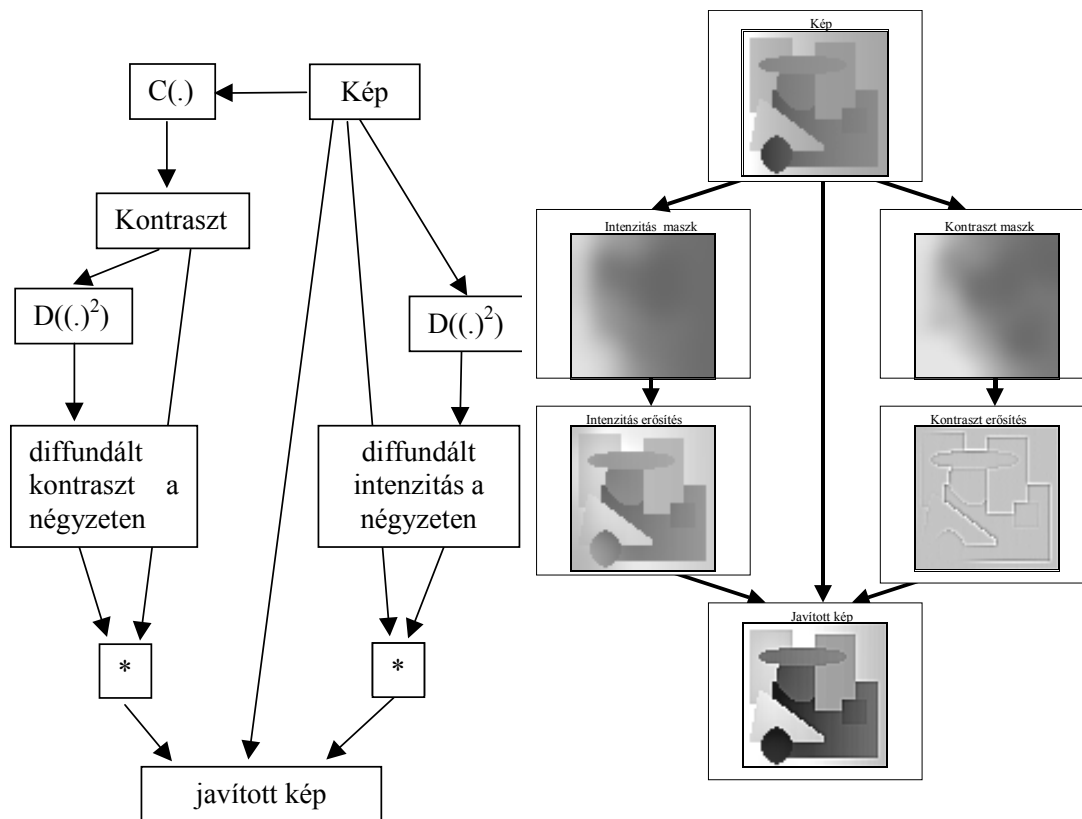 C(.)
Kép
Kontraszt
D((.)²)
D((.)²)
diffundált
kontraszt a
négyzeten
diffundált
intenzitás a
négyzeten
*
*
javított kép
Kép
Intenzitás maszk
Kontraszt maszk
Intenzitás erősítés
Kontraszt erősítés
Javított kép